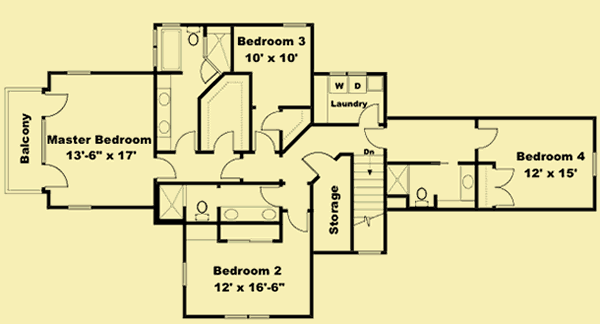 Bedroom 3
10' x 10'
W D
Laundry
Balcony
Master Bedroom
13'-6" x 17'
Dn
Bedroom 4
12' x 15'
Storage
Bedroom 2
12' x 16'-6"